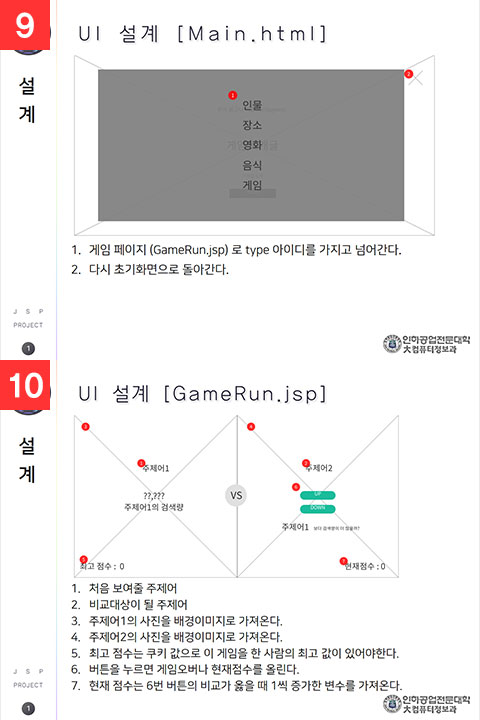 9
UI 설계 [Main.html]
설
계
2
1
인물
장소
영화
음식
게임
1. 게임 페이지 (GameRun.jsp) 로 type 아이디를 가지고 넘어간다.
2. 다시 초기화면으로 돌아간다.
J S P
PROJECT
1
인하공업전문대학
大컴퓨터정보과
10
UI 설계 [GameRun.jsp]
설
계
3
4
1
주제어1
2
주제어2
??,???
주제어1의 검색량
VS
6
UP
DOWN
주제어1 보다 검색량이 더 많을까?
5
최고 점수 : 0
7
현재점수 : 0
1. 처음 보여줄 주제어
2. 비교대상이 될 주제어
3. 주제어1의 사진을 배경이미지로 가져온다.
4. 주제어2의 사진을 배경이미지로 가져온다.
5. 최고 점수는 쿠키 값으로 이 게임을 한 사람의 최고 값이 있어야한다.
6. 버튼을 누르면 게임오버나 현재점수를 올린다.
7. 현재 점수는 6번 버튼의 비교가 옳을 때 1씩 증가한 변수를 가져온다.
J S P
PROJECT
1
인하공업전문대학
大컴퓨터정보과